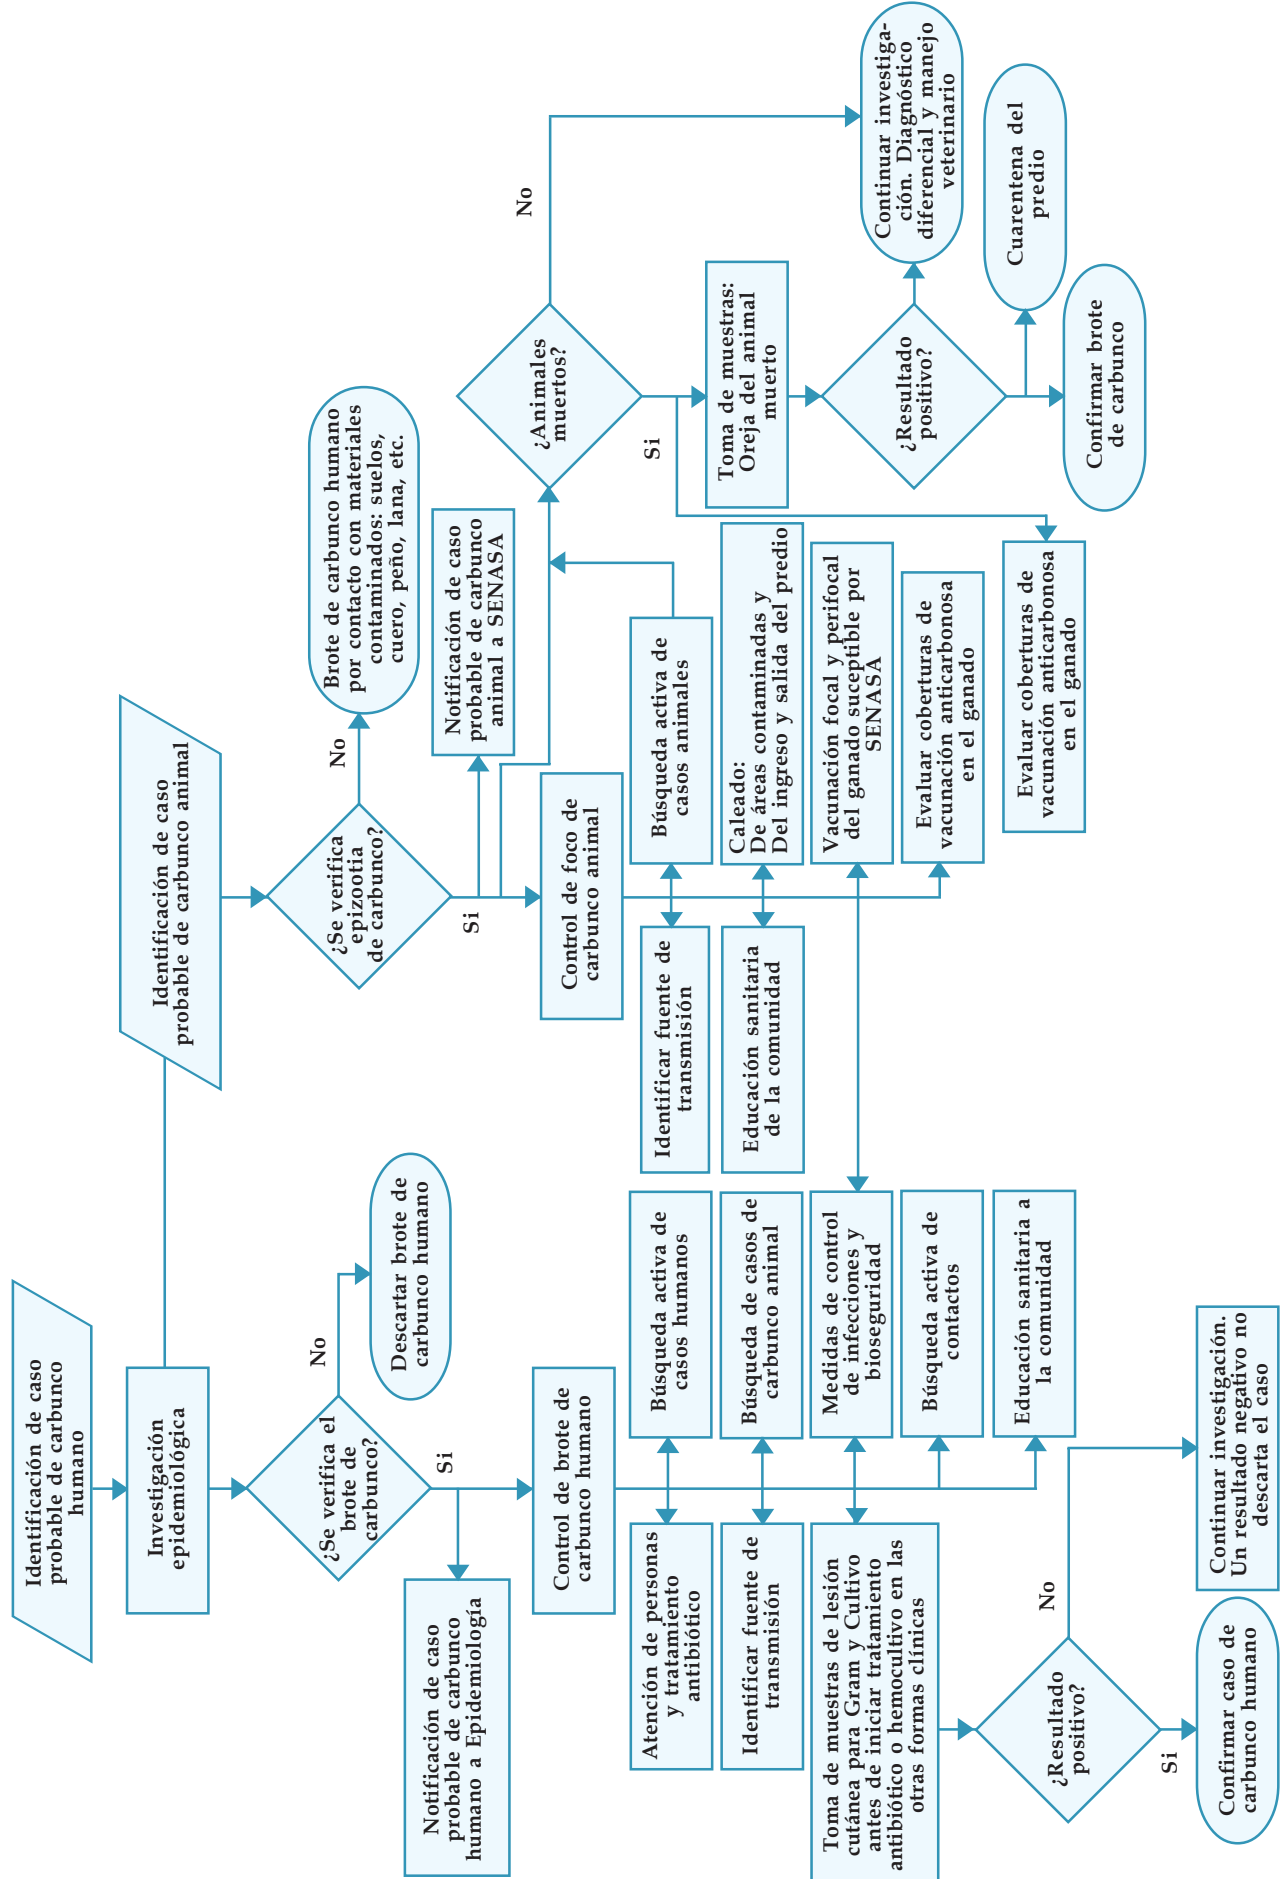 Identificación de caso
probable de carbunco
humano
Investigación
epidemiológica
¿Se verifica el
brote de
carbunco?
No
Descartar brote de
carbunco humano
Si
Notificación de caso
probable de carbunco
humano a Epidemiología
Control de brote de
carbunco humano
Atención de personas
y tratamiento
antibiótico
Búsqueda activa de
casos humanos
Identificar fuente de
transmisión
Búsqueda de casos de
carbunco animal
Toma de muestras de lesión
cutánea para Gram y Cultivo
antes de iniciar tratamiento
antibiótico o hemocultivo en las
otras formas clínicas
Medidas de control
de infecciones y
bioseguridad
Búsqueda activa de
contactos
Educación sanitaria a
la comunidad
¿Resultado
positivo?
No
Continuar investigación.
Un resultado negativo no
descarta el caso
Si
Confirmar caso de
carbunco humano
Identificación de caso
probable de carbunco animal
¿Se verifica
epizootia
de carbunco?
No
Brote de carbunco humano
por contacto con materiales
contaminados: suelos,
cuero, peño, lana, etc.
Si
Notificación de caso
probable de carbunco
animal a SENASA
Control de foco de
carbunco animal
Identificar fuente de
transmisión
Búsqueda activa de
casos animales
Educación sanitaria
de la comunidad
Caleado:
De áreas contaminadas y
Del ingreso y salida del predio
Vacunación focal y perifocal
del ganado suceptible por
SENASA
Evaluar coberturas de
vacunación anticarbonosa
en el ganado
¿Animales
muertos?
No
Continuar investiga-
ción. Diagnóstico
diferencial y manejo
veterinario
Si
Toma de muestras:
Oreja del animal
muerto
¿Resultado
positivo?
Cuarentena del
predio
Confirmar brote
de carbunco
Evaluar coberturas de
vacunación anticarbonosa
en el ganado